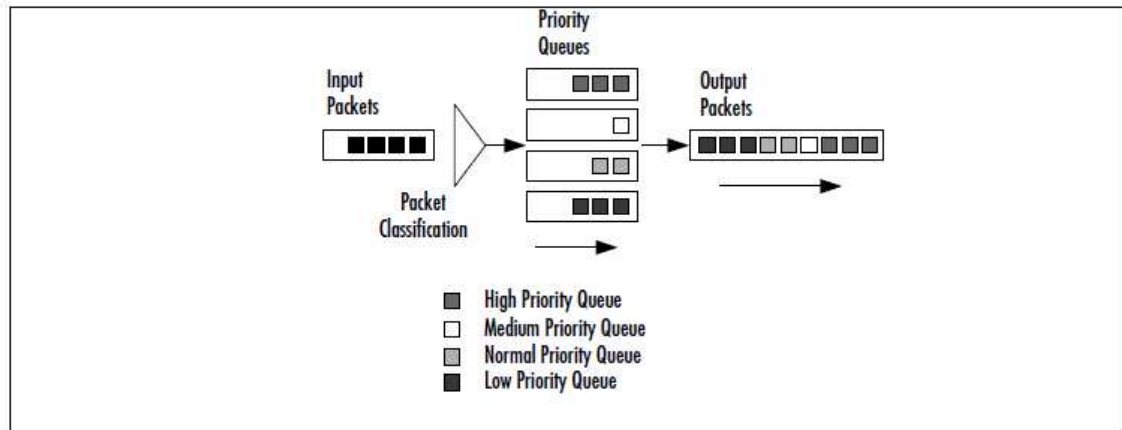 Priority
Queues
Input
Packets
Output
Packets
Packet
Classification
High Priority Queue
Medium Priority Queue
Normal Priority Queue
Low Priority Queue